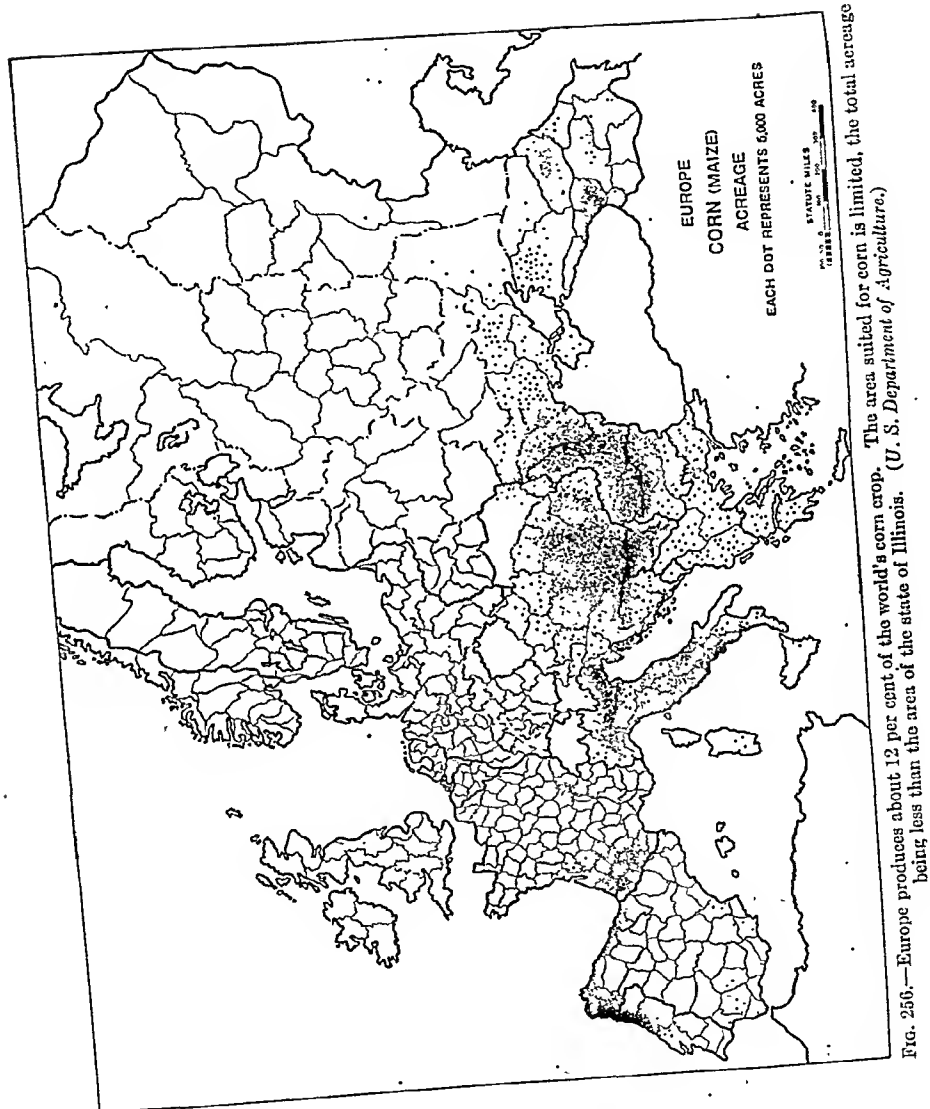 EUROPE
CORN (MAIZE)
ACREAGE
EACH DOT REPRESENTS 5,000 ACRES
STATUTE MILES
FIG. 256.—Europe produces about 12 per cent of the world's corn crop. The area suited for corn is limited, the total acreage
being less than the area of the state of Illinois. (U. S. Department of Agriculture.)